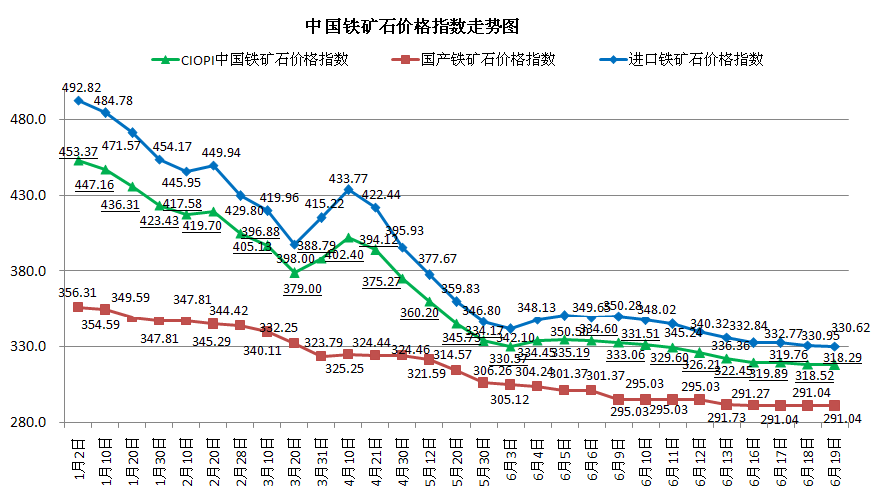 中国铁矿石价格指数走势图
CIOPI中国铁矿石价格指数 国产铁矿石价格指数 进口铁矿石价格指数
480.0
430.0
380.0
330.0
280.0
492.82 484.78 471.57 454.17 445.95 449.94 429.80 419.96 398.00 415.22 433.77 422.44 395.93 377.67 359.83 346.80 342.10 348.13 350.50 349.65 350.28 348.02 345.24 340.32 336.36 332.84 332.77 330.95 330.62
453.37 447.16 436.31 423.43 417.58 419.70 405.13 396.88 379.00 388.79 402.40 394.12 375.27 360.20 345.73 334.17 330.57 334.45 335.19 334.60 333.06 331.51 329.60 326.21 322.45 319.89 319.76 318.52 318.29
356.31 354.59 349.59 347.81 347.81 345.29 344.42 340.11 332.25 323.79 325.25 324.44 324.46 321.59 314.57 306.26 305.12 304.24 301.37 301.37 295.03 295.03 295.03 295.03 291.73 291.27 291.04 291.04 291.04
1月2日 1月10日 1月20日 1月30日 2月10日 2月20日 2月28日 3月10日 3月20日 3月31日 4月10日 4月21日 4月30日 5月12日 5月20日 5月30日 6月3日 6月4日 6月5日 6月6日 6月9日 6月10日 6月11日 6月12日 6月13日 6月16日 6月17日 6月18日 6月19日